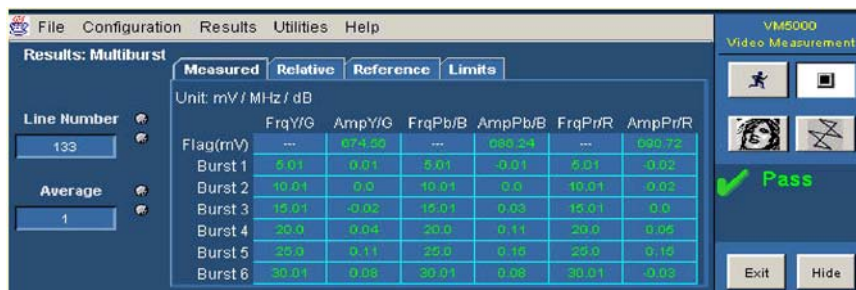 File Configuration Results Utilities Help
Results: Multiburst
Measured Relative Reference Limits
Unit: mV / MHz / dB
FrqY/G AmpY/G FrqPb/B AmpPb/B FrqPr/R AmpPr/R
Flag(mV) --- 674.56 --- 686.24 --- 690.72
Burst 1 5.01 0.01 5.01 -0.01 5.01 -0.02
Burst 2 10.01 0.0 10.01 0.0 10.01 -0.02
Burst 3 15.01 -0.02 15.01 0.03 15.01 0.0
Burst 4 20.0 0.04 20.0 0.11 20.0 0.05
Burst 5 25.0 0.11 25.0 0.16 25.0 0.16
Burst 6 30.01 0.08 30.01 0.08 30.01 -0.03
Line Number
133
Average
1
VM5000
Video Measurement
Pass
Exit Hide